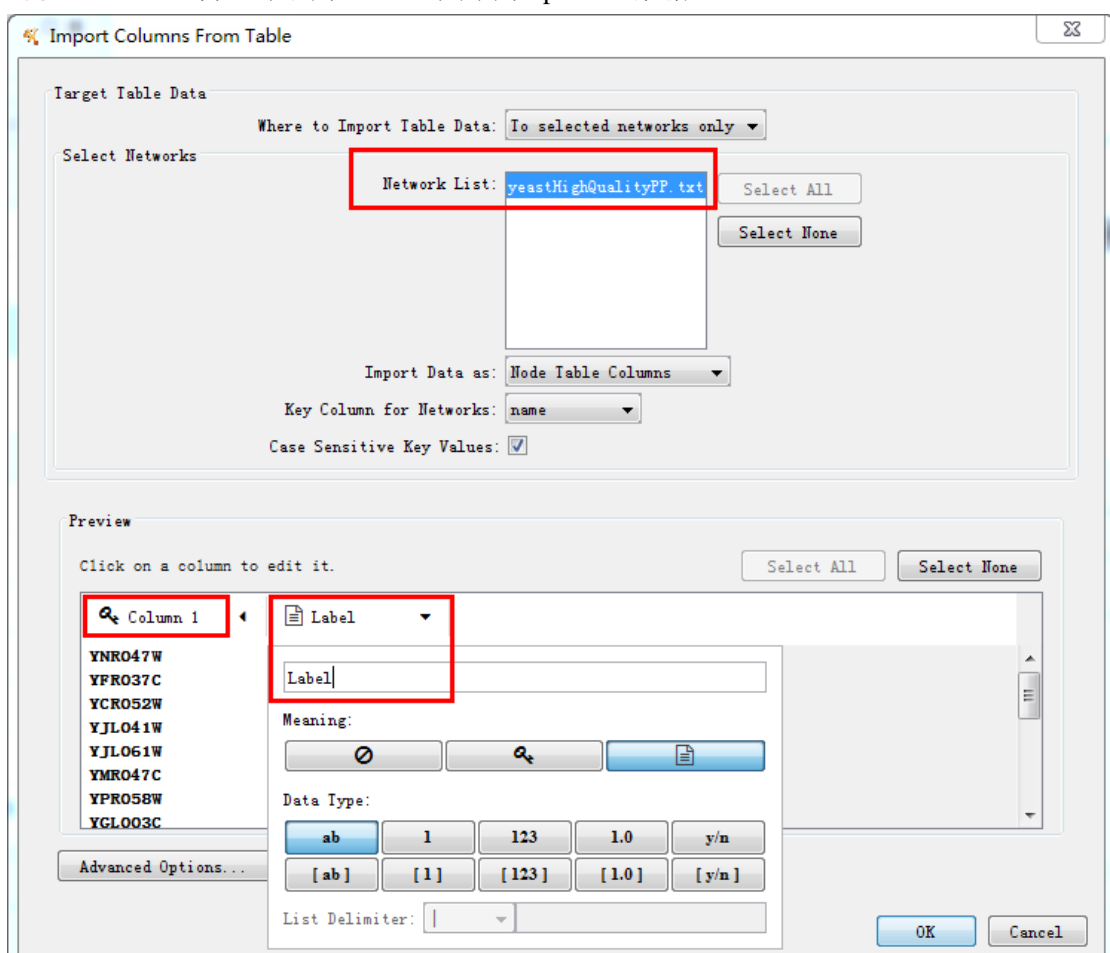 Import Columns From Table
Target Table Data
Where to Import Table Data: To selected networks only
Select Networks
Network List: yeastHighQualityPP.txt Select All
Select None
Import Data as: Node Table Columns
Key Column for Networks: name
Case Sensitive Key Values:
Preview
Click on a column to edit it. Select All Select None
Column 1 Label
YNR047W
YFR037C
YCR052W
YJL041W
YJL061W
YMR047C
YPR058W
YGL003C
Label
Meaning:
Data Type:
ab 1 123 1.0 y/n
[ab] [1] [123] [1.0] [y/n]
List Delimiter: |
Advanced Options...
OK Cancel